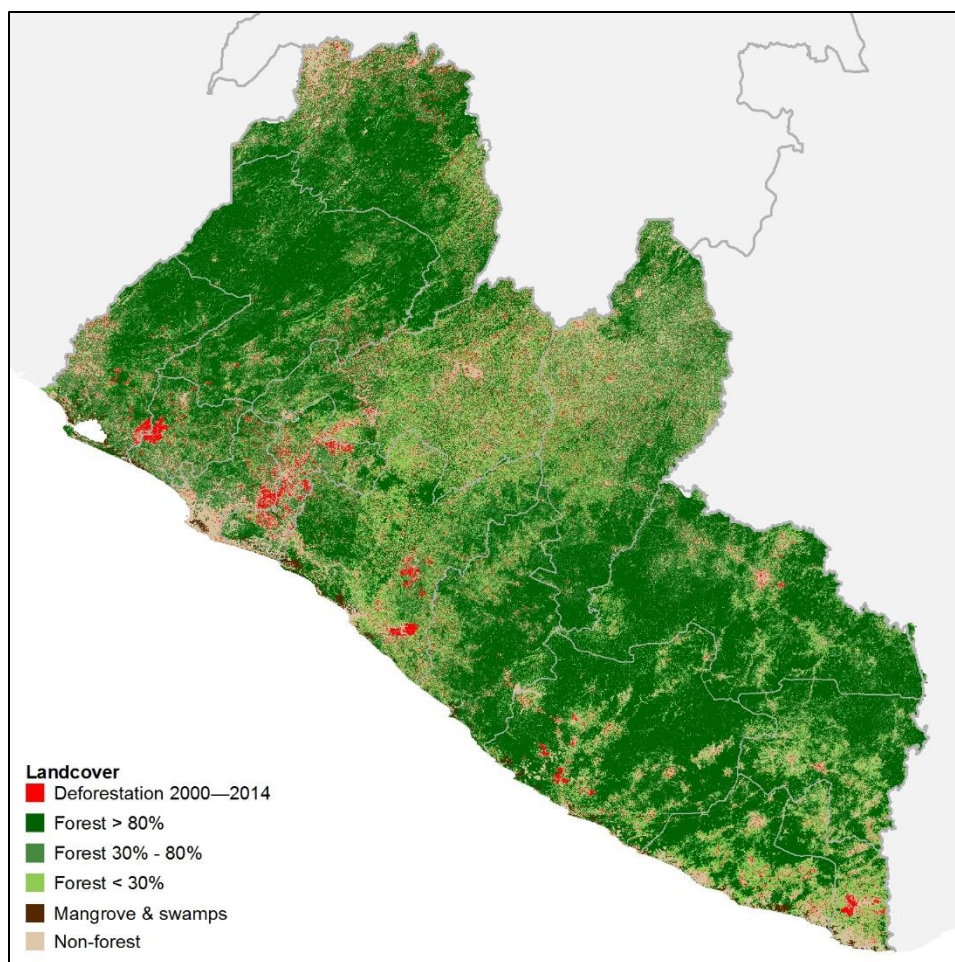 Landcover
Deforestation 2000—2014
Forest > 80%
Forest 30% - 80%
Forest < 30%
Mangrove & swamps
Non-forest